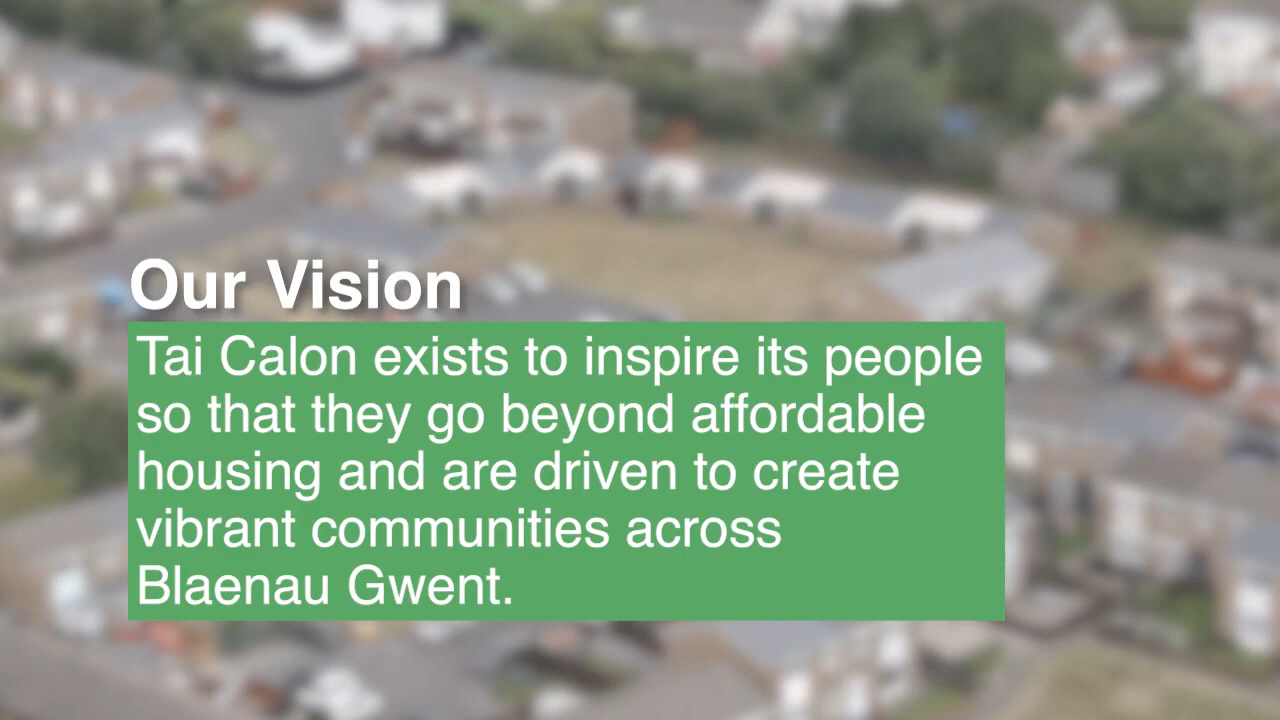 Our Vision
Tai Calon exists to inspire its people
so that they go beyond affordable
housing and are driven to create
vibrant communities across
Blaenau Gwent.